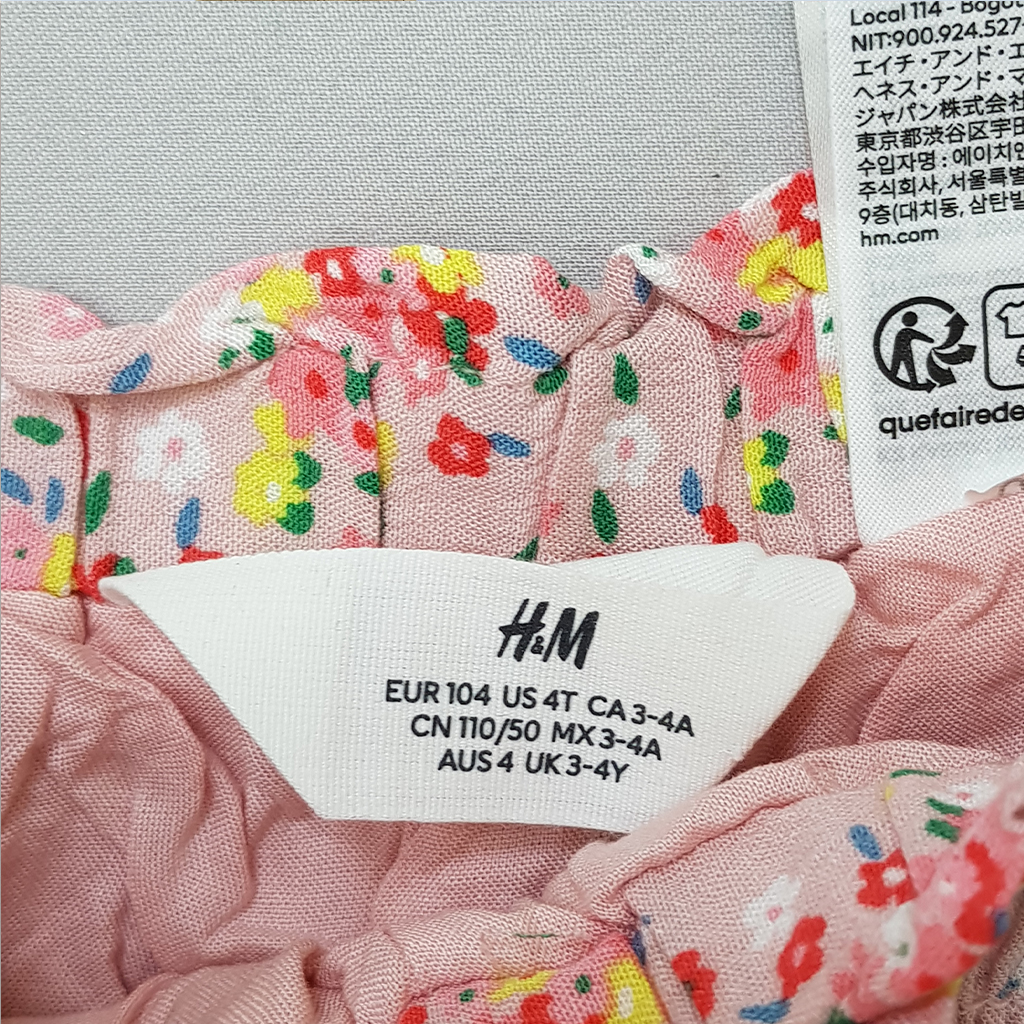 H&M
EUR 104 US 4T CA 3-4A
CN 110/50 MX 3-4A
AUS 4 UK 3-4Y
Local 114 -
NIT:900.924.527-
エイチ・アンド・エ
ヘネス・アンド・マ
ジャパン株式会社
東京都渋谷区宇田
수입자명 : 에이치앤
주식회사, 서울특별
9층(대치동, 삼탄빌
hm.com
quefairede